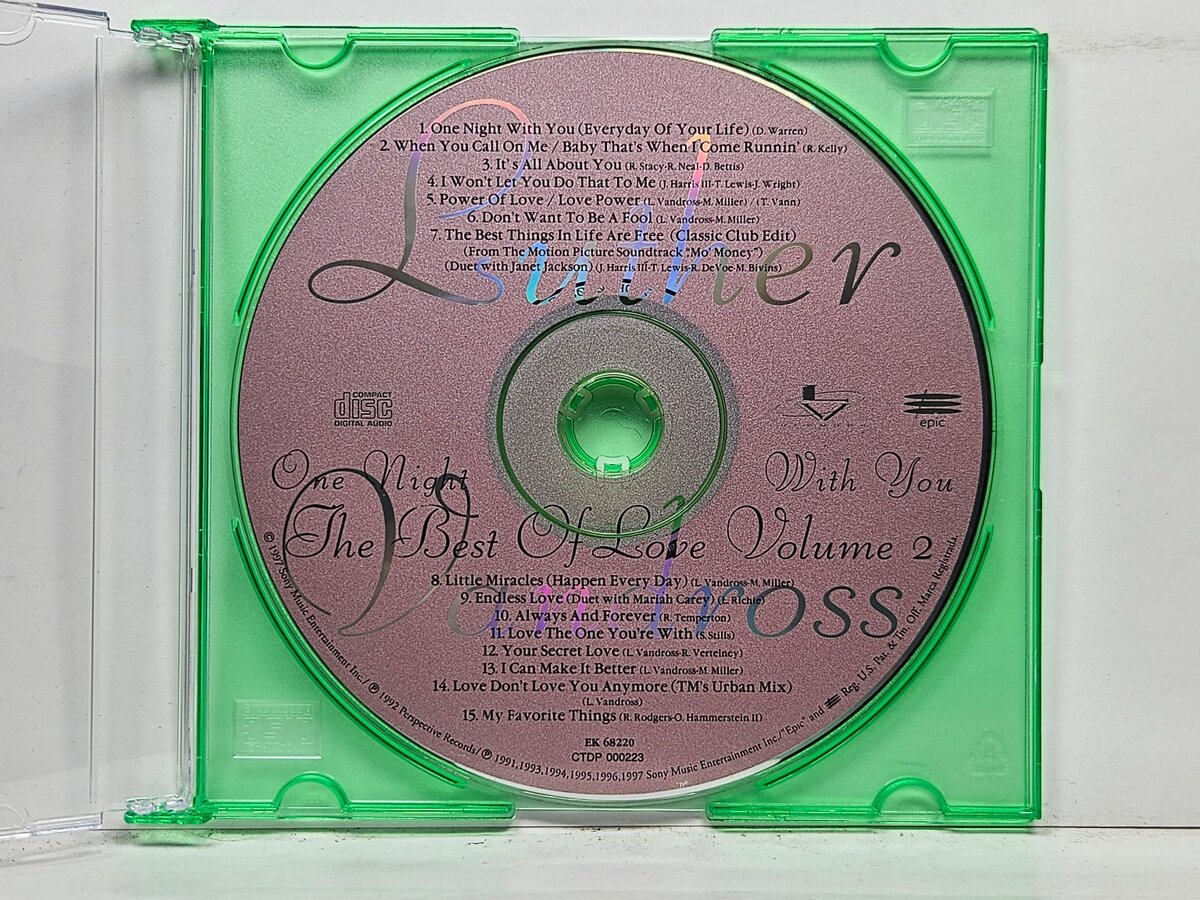 1. One Night With You (Everyday Of Your Life) (D. Warren)
2. When You Call On Me / Baby That's When I Come Runnin' (R. Kelly)
3. It's All About You (R. Stacy-R. Neal-D. Bettis)
4. I Won't Let You Do That To Me (J. Harris III-T. Lewis-J. Wright)
5. Power Of Love / Love Power (L. Vandross-M. Miller) / (T. Vann)
6. Don't Want To Be A Fool (L. Vandross-M. Miller)
7. The Best Things In Life Are Free (Classic Club Edit)
(From The Motion Picture Soundtrack "Mo' Money")
(Duet with Janet Jackson) (J. Harris III-T. Lewis-R. DeVoe-M. Bivins)
Luther
COMPACT
disc
DIGITAL AUDIO
epic
One Night With You
The Best Of Love Volume 2
Vandross
8. Little Miracles (Happen Every Day) (L. Vandross-M. Miller)
9. Endless Love (Duet with Mariah Carey) (L. Richie)
10. Always And Forever (R. Temperton)
11. Love The One You're With (S. Stills)
12. Your Secret Love (L. Vandross-R. Vertelney)
13. I Can Make It Better (L. Vandross-M. Miller)
14. Love Don't Love You Anymore (TM's Urban Mix)
(L. Vandross)
15. My Favorite Things (R. Rodgers-O. Hammerstein II)
EK 68220
CTDP 000223
© 1997 Sony Music Entertainment Inc./ ℗ 1992 Perspective Records/ ℗ 1991,1993,1994,1995,1996,1997 Sony Music Entertainment Inc./"Epic" and Reg. U.S. Pat. & Tm. Off. Marca Registrada.